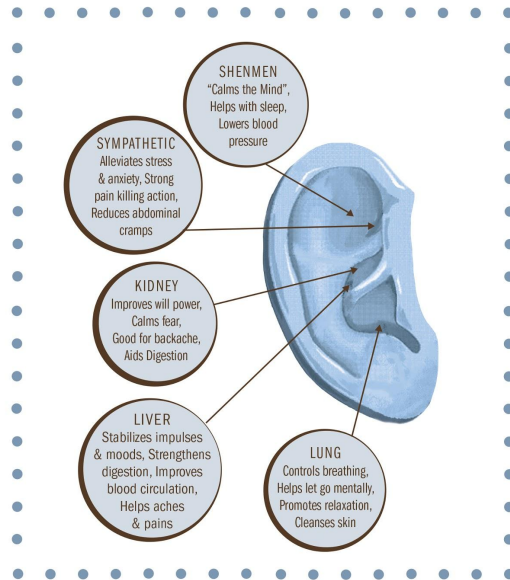 SHENMEN
“Calms the Mind”,
Helps with sleep,
Lowers blood
pressure
SYMPATHETIC
Alleviates stress
& anxiety, Strong
pain killing action,
Reduces abdominal
cramps
KIDNEY
Improves will power,
Calms fear,
Good for backache,
Aids Digestion
LIVER
Stabilizes impulses
& moods, Strengthens
digestion, Improves
blood circulation,
Helps aches
& pains
LUNG
Controls breathing,
Helps let go mentally,
Promotes relaxation,
Cleanses skin